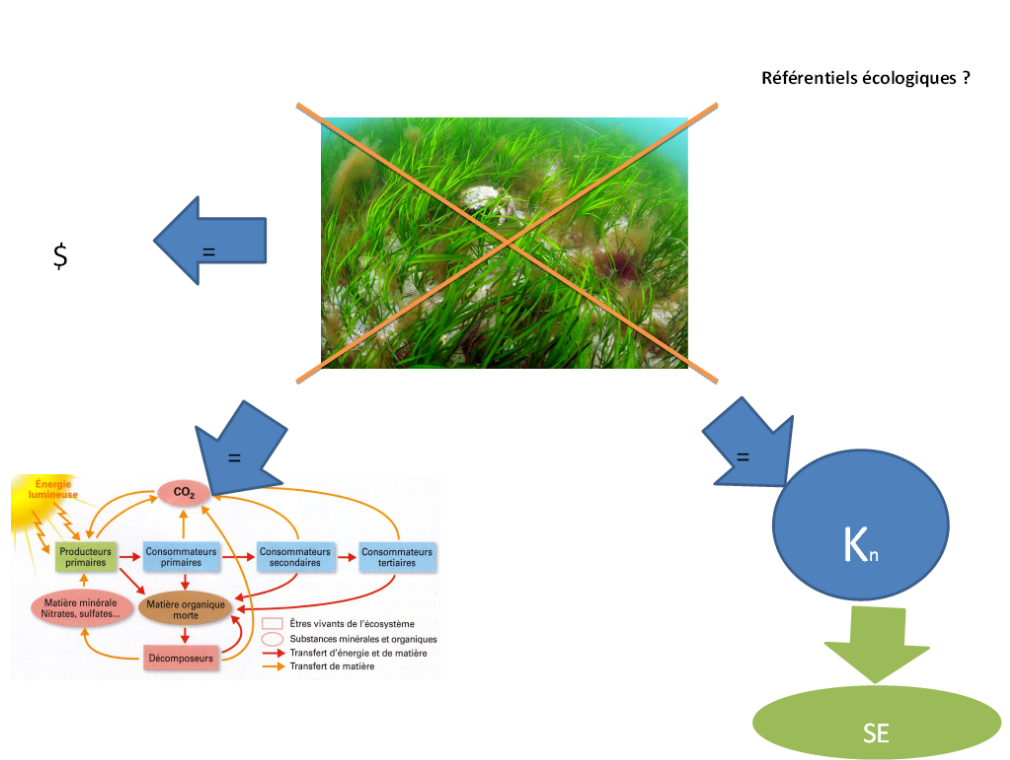 Référentiels écologiques ?
$
=
=
=
Énergie
lumineuse
CO₂
Producteurs
primaires
Consommateurs
primaires
Consommateurs
secondaires
Consommateurs
tertiaires
Matière minérale
Nitrates, sulfates...
Matière organique
morte
Décomposeurs
Êtres vivants de l'écosystème
Substances minérales et organiques
Transfert d'énergie et de matière
Transfert de matière
Kn
SE